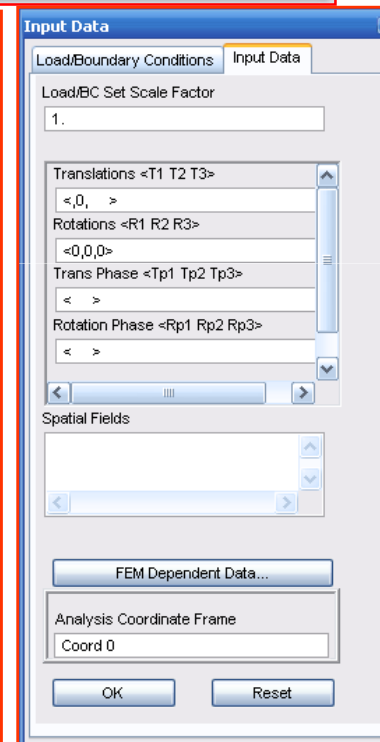 Input Data
Load/Boundary Conditions Input Data
Load/BC Set Scale Factor
1.
Translations <T1 T2 T3>
<,0, >
Rotations <R1 R2 R3>
<0,0,0>
Trans Phase <Tp1 Tp2 Tp3>
< >
Rotation Phase <Rp1 Rp2 Rp3>
< >
Spatial Fields
FEM Dependent Data...
Analysis Coordinate Frame
Coord 0
OK Reset